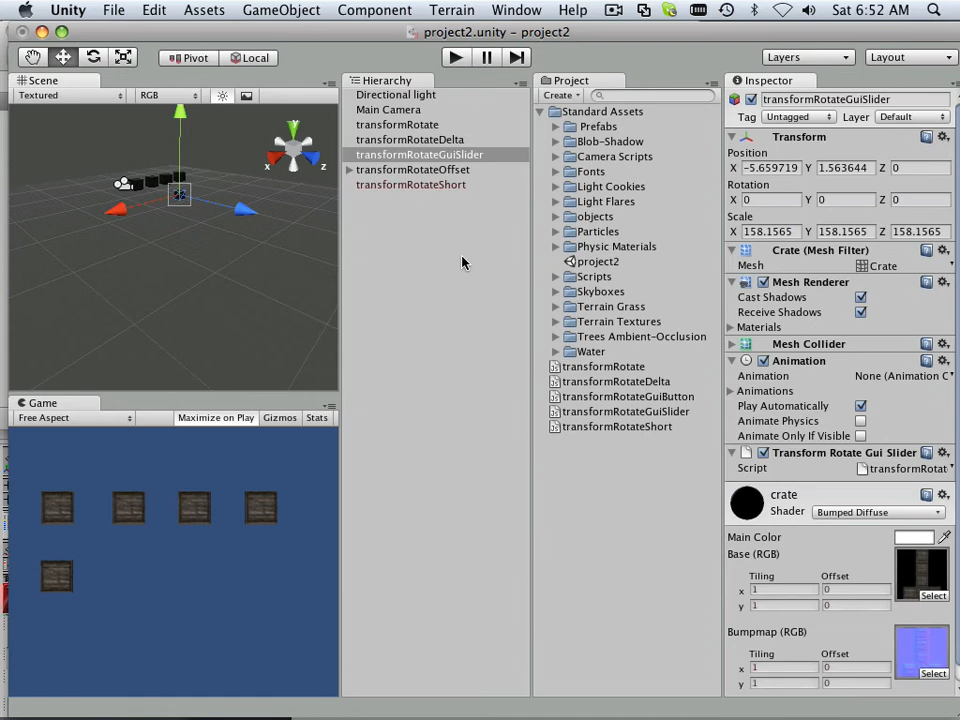 Unity File Edit Assets GameObject Component Terrain Window Help Sat 6:52 AM
project2.unity – project2
Pivot Local Layers Layout
Scene
Textured RGB
y
x
z
Hierarchy
Directional light
Main Camera
transformRotate
transformRotateDelta
transformRotateGuiSlider
transformRotateOffset
transformRotateShort
Project
Create
Standard Assets
Prefabs
Blob-Shadow
Camera Scripts
Fonts
Light Cookies
Light Flares
objects
Particles
Physic Materials
project2
Scripts
Skyboxes
Terrain Grass
Terrain Textures
Trees Ambient-Occlusion
Water
transformRotate
transformRotateDelta
transformRotateGuiButton
transformRotateGuiSlider
transformRotateShort
Game
Free Aspect Maximize on Play Gizmos Stats
Inspector
transformRotateGuiSlider
Tag Untagged Layer Default
Transform
Position
X -5.659719 Y 1.563644 Z 0
Rotation
X 0 Y 0 Z 0
Scale
X 158.1565 Y 158.1565 Z 158.1565
Crate (Mesh Filter)
Mesh Crate
Mesh Renderer
Cast Shadows
Receive Shadows
Materials
Mesh Collider
Animation
Animation None (Animation C
Animations
Play Automatically
Animate Physics
Animate Only If Visible
Transform Rotate Gui Slider
Script transformRotat
crate
Shader Bumped Diffuse
Main Color
Base (RGB)
Tiling Offset
x 1 0
y 1 0
Select
Bumpmap (RGB)
Tiling Offset
x 1 0
y 1 0
Select